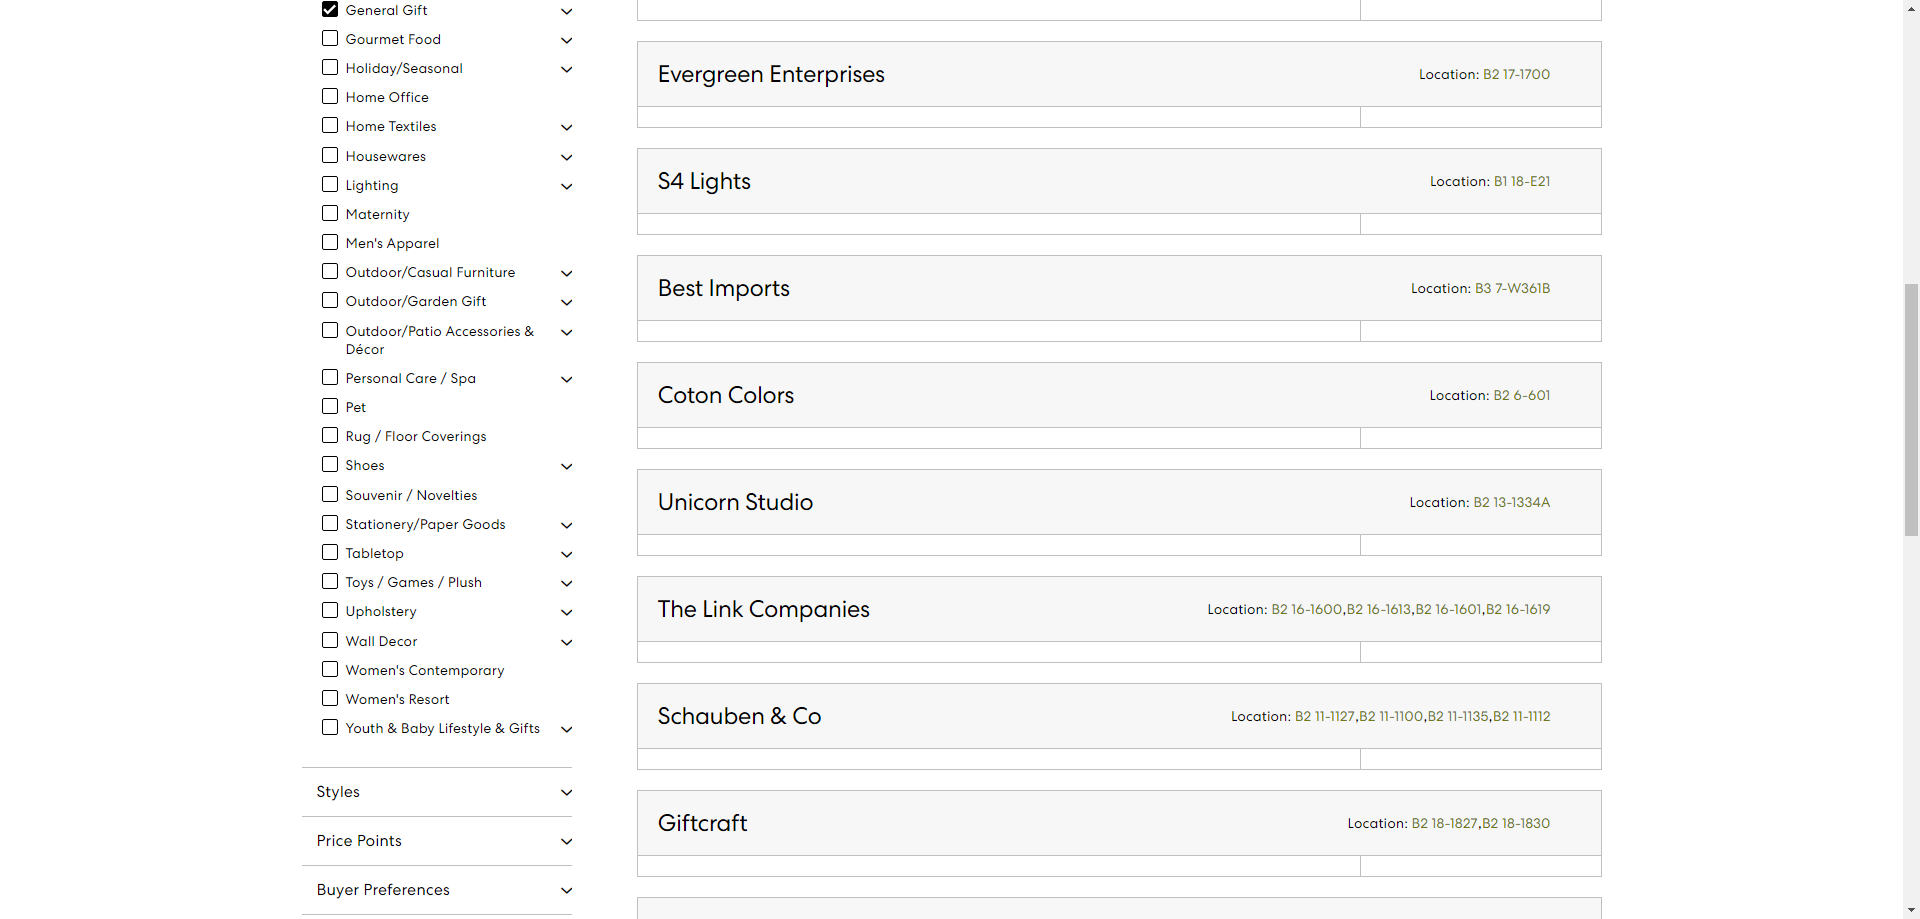 General Gift
Gourmet Food
Holiday/Seasonal
Home Office
Home Textiles
Housewares
Lighting
Maternity
Men's Apparel
Outdoor/Casual Furniture
Outdoor/Garden Gift
Outdoor/Patio Accessories &
Décor
Personal Care / Spa
Pet
Rug / Floor Coverings
Shoes
Souvenir / Novelties
Stationery/Paper Goods
Tabletop
Toys / Games / Plush
Upholstery
Wall Decor
Women's Contemporary
Women's Resort
Youth & Baby Lifestyle & Gifts
Styles
Price Points
Buyer Preferences
Evergreen Enterprises
Location: B2 17-1700
S4 Lights
Location: B1 18-E21
Best Imports
Location: B3 7-W361B
Coton Colors
Location: B2 6-601
Unicorn Studio
Location: B2 13-1334A
The Link Companies
Location: B2 16-1600,B2 16-1613,B2 16-1601,B2 16-1619
Schauben & Co
Location: B2 11-1127,B2 11-1100,B2 11-1135,B2 11-1112
Giftcraft
Location: B2 18-1827,B2 18-1830